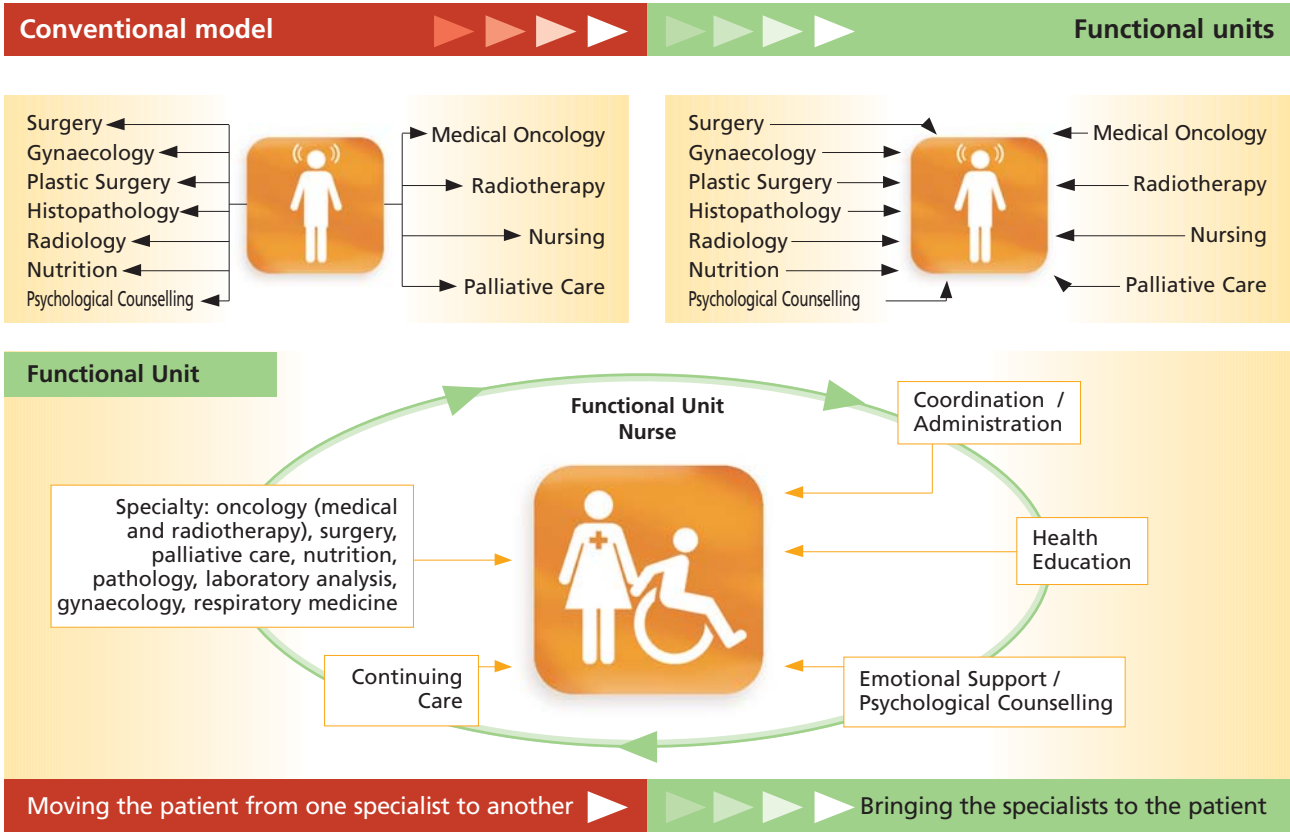 Conventional model
Functional units
Surgery
Gynaecology
Plastic Surgery
Histopathology
Radiology
Nutrition
Psychological Counselling
Medical Oncology
Radiotherapy
Nursing
Palliative Care
Surgery
Gynaecology
Plastic Surgery
Histopathology
Radiology
Nutrition
Psychological Counselling
Medical Oncology
Radiotherapy
Nursing
Palliative Care
Functional Unit
Functional Unit
Nurse
Coordination /
Administration
Specialty: oncology (medical
and radiotherapy), surgery,
palliative care, nutrition,
pathology, laboratory analysis,
gynaecology, respiratory medicine
Health
Education
Continuing
Care
Emotional Support /
Psychological Counselling
Moving the patient from one specialist to another
Bringing the specialists to the patient